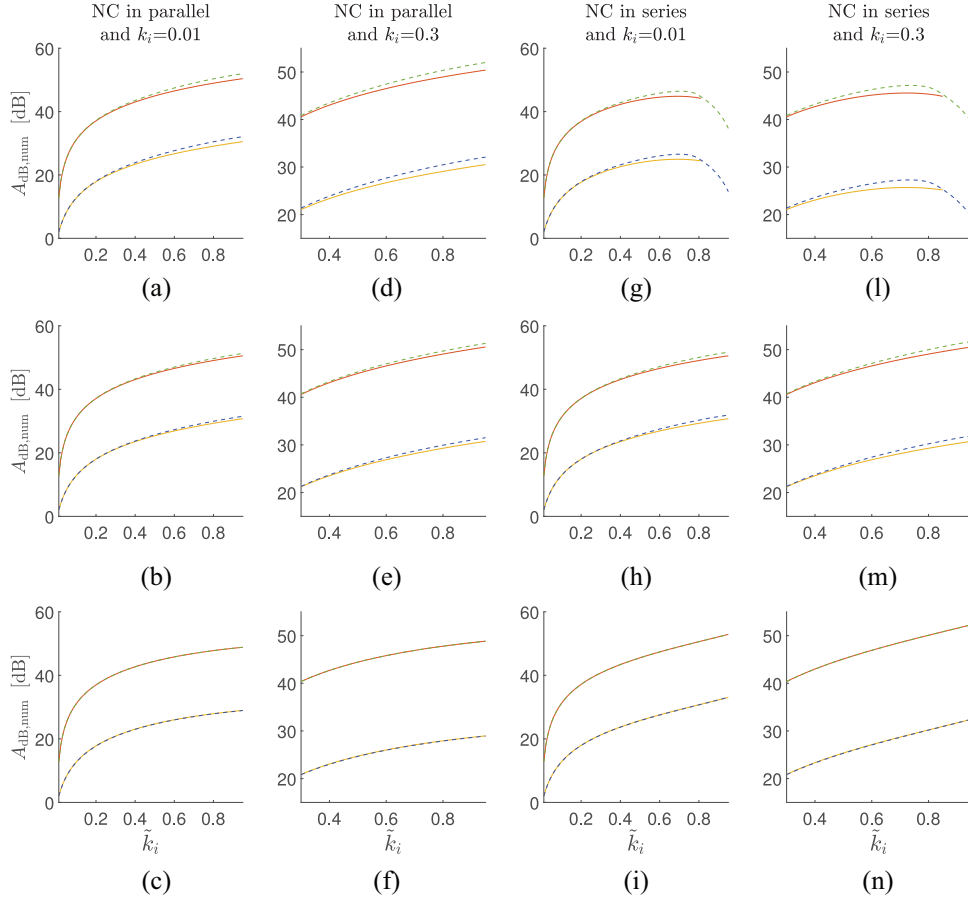 NC in parallel and k_i=0.01
NC in parallel and k_i=0.3
NC in series and k_i=0.01
NC in series and k_i=0.3
A_dB,num [dB]
60
40
20
0
0.2 0.4 0.6 0.8
(a)
50
40
30
20
0.4 0.6 0.8
(d)
60
40
20
0
0.2 0.4 0.6 0.8
(g)
50
40
30
20
0.4 0.6 0.8
(l)
A_dB,num [dB]
60
40
20
0
0.2 0.4 0.6 0.8
(b)
50
40
30
20
0.4 0.6 0.8
(e)
60
40
20
0
0.2 0.4 0.6 0.8
(h)
50
40
30
20
0.4 0.6 0.8
(m)
A_dB,num [dB]
60
40
20
0
0.2 0.4 0.6 0.8
k̃_i
(c)
50
40
30
20
0.4 0.6 0.8
k̃_i
(f)
60
40
20
0
0.2 0.4 0.6 0.8
k̃_i
(i)
50
40
30
20
0.4 0.6 0.8
k̃_i
(n)